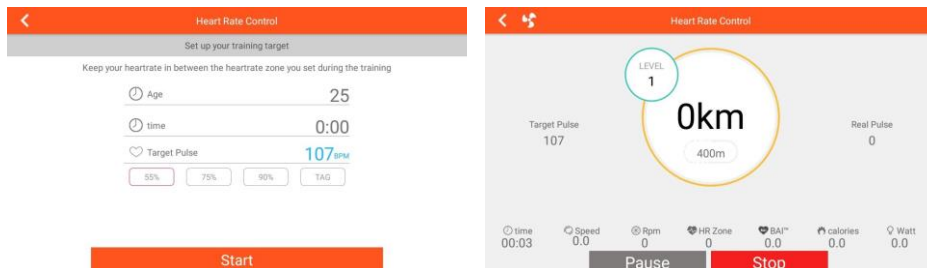 Heart Rate Control
Set up your training target
Keep your heartrate in between the heartrate zone you set during the training
Age 25
time 0:00
Target Pulse 107 BPM
55% 75% 90% TAG
Start
Heart Rate Control
LEVEL
1
0km
400m
Target Pulse
107
Real Pulse
0
time Speed Rpm HR Zone BAI™ calories Watt
00:03 0.0 0 0 0.0 0.0 0.0
Pause Stop